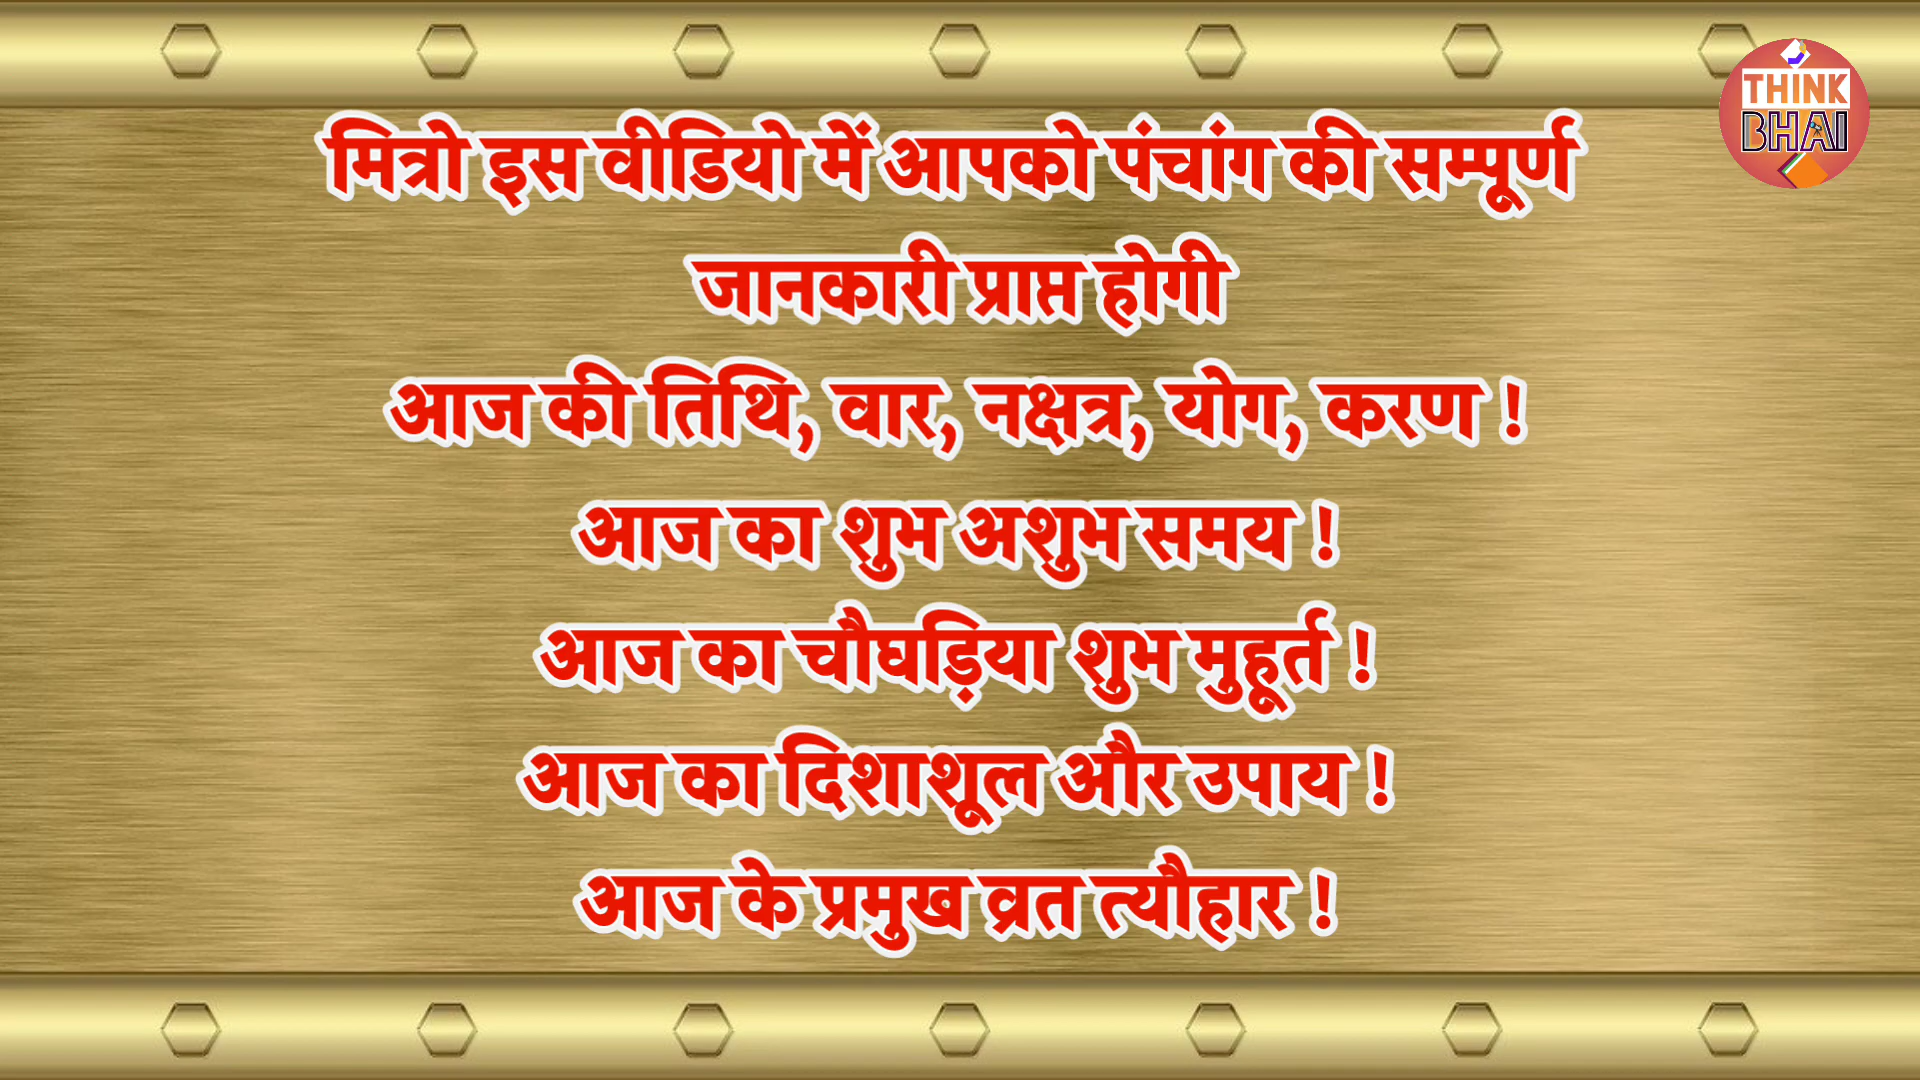 THINK
BHAI
मित्रो इस वीडियो में आपको पंचांग की सम्पूर्ण
जानकारी प्राप्त होगी
आज की तिथि, वार, नक्षत्र, योग, करण !
आज का शुभ अशुभ समय !
आज का चौघड़िया शुभ मुहूर्त !
आज का दिशाशूल और उपाय !
आज के प्रमुख व्रत त्यौहार !